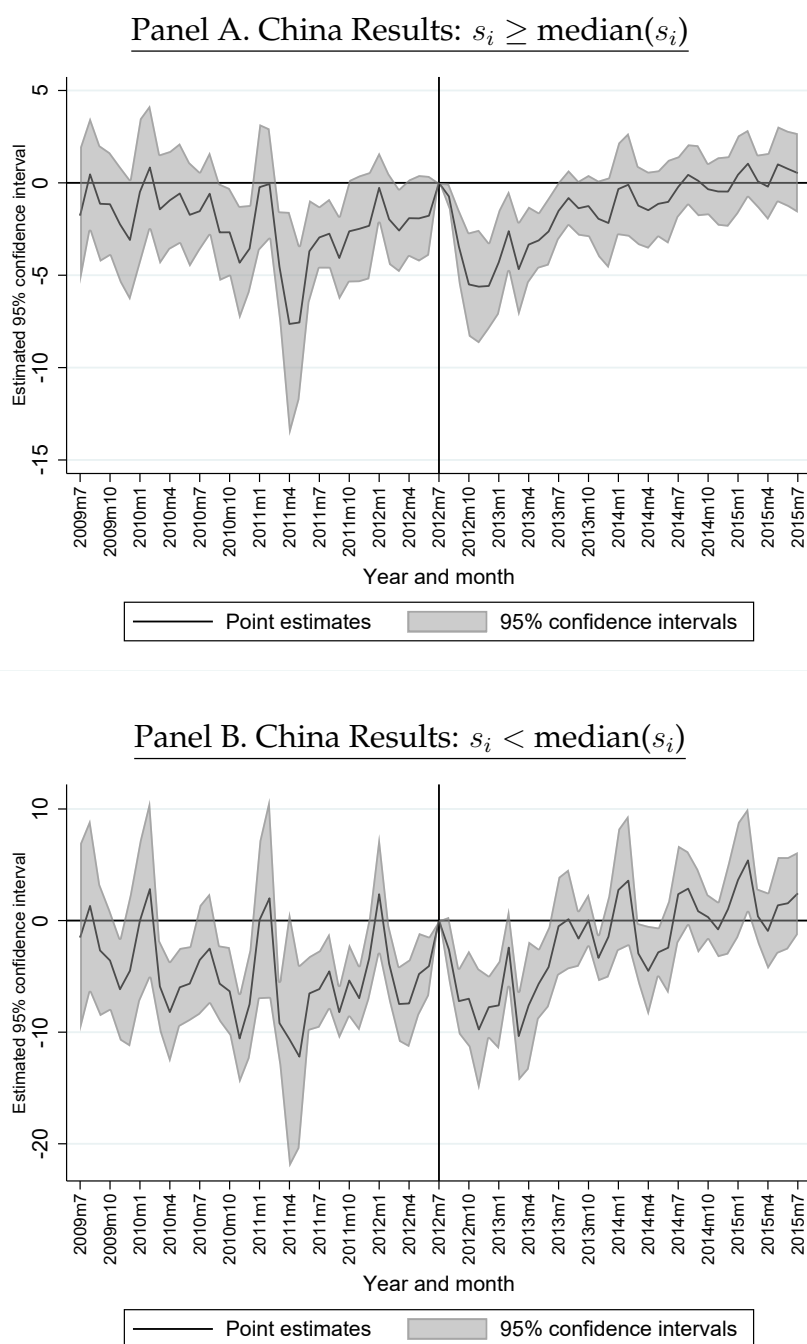 Panel A. China Results: sᵢ ≥ median(sᵢ)
Estimated 95% confidence interval
5
0
-5
-10
-15
2009m7
2009m10
2010m1
2010m4
2010m7
2010m10
2011m1
2011m4
2011m7
2011m10
2012m1
2012m4
2012m7
2012m10
2013m1
2013m4
2013m7
2013m10
2014m1
2014m4
2014m7
2014m10
2015m1
2015m4
2015m7
Year and month
Point estimates 95% confidence intervals
Panel B. China Results: sᵢ < median(sᵢ)
Estimated 95% confidence interval
10
0
-10
-20
2009m7
2009m10
2010m1
2010m4
2010m7
2010m10
2011m1
2011m4
2011m7
2011m10
2012m1
2012m4
2012m7
2012m10
2013m1
2013m4
2013m7
2013m10
2014m1
2014m4
2014m7
2014m10
2015m1
2015m4
2015m7
Year and month
Point estimates 95% confidence intervals